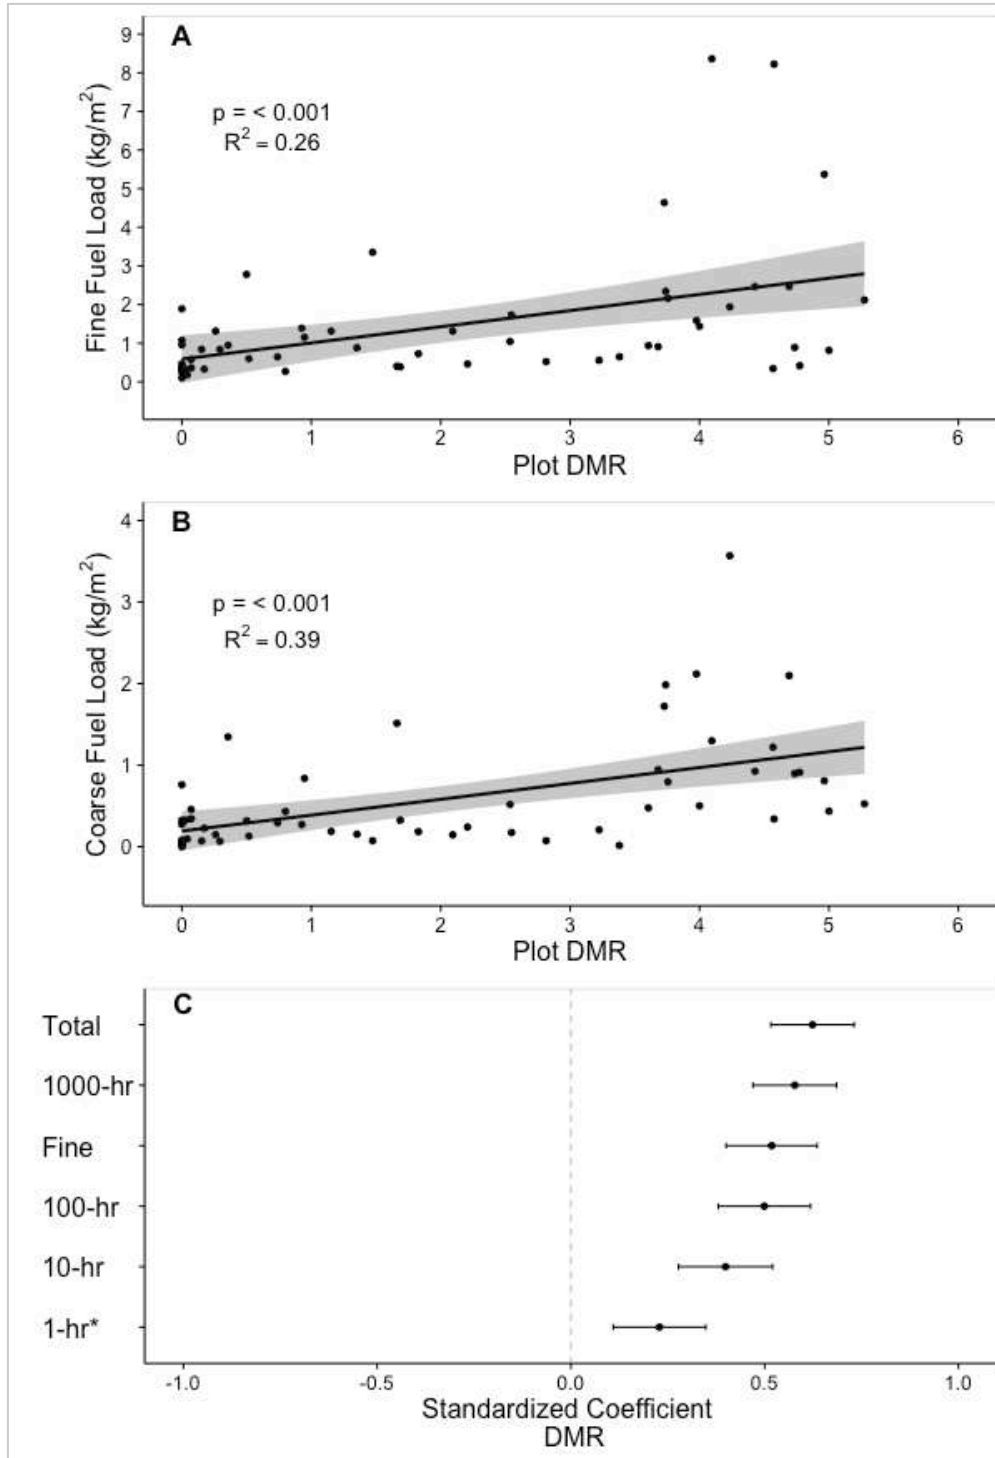 A
9
8
7
6
5
4
3
2
1
0
Fine Fuel Load (kg/m²)
p = < 0.001
R² = 0.26
0 1 2 3 4 5 6
Plot DMR
B
4
3
2
1
0
Coarse Fuel Load (kg/m²)
p = < 0.001
R² = 0.39
0 1 2 3 4 5 6
Plot DMR
C
Total
1000-hr
Fine
100-hr
10-hr
1-hr*
-1.0 -0.5 0.0 0.5 1.0
Standardized Coefficient
DMR